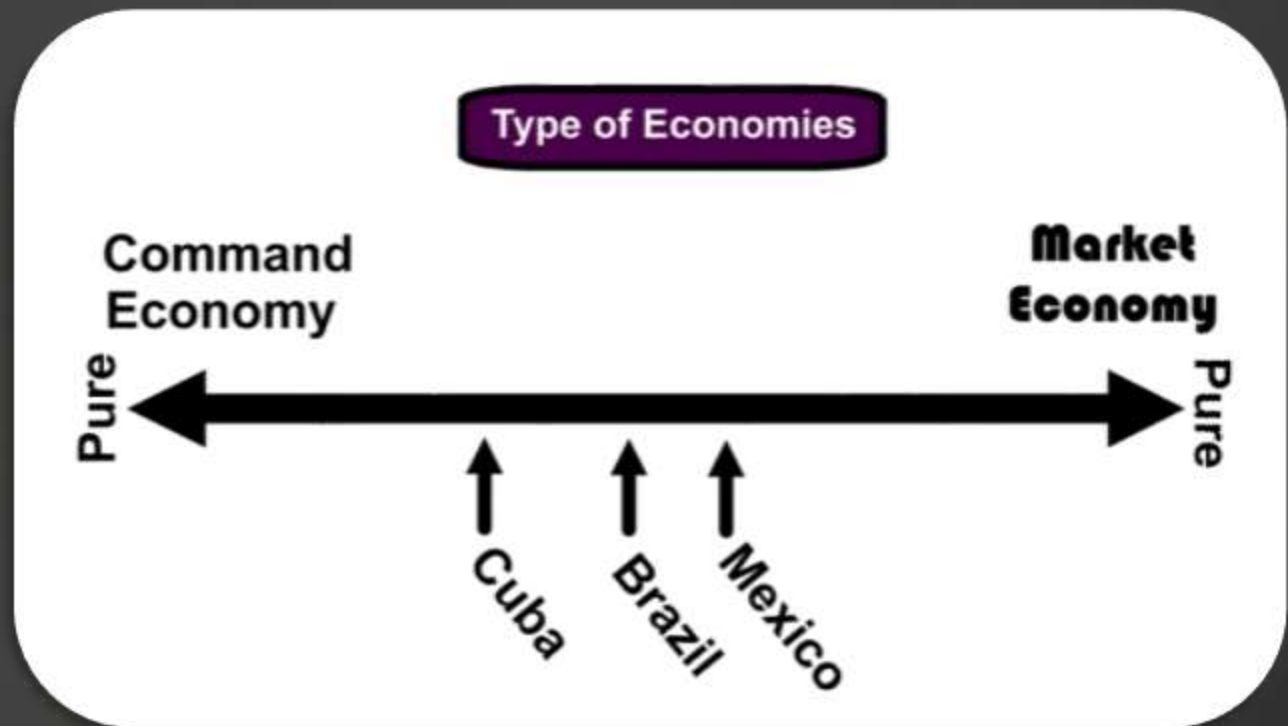 Type of Economies
Command
Economy
Market
Economy
Pure
Pure
Cuba
Brazil
Mexico